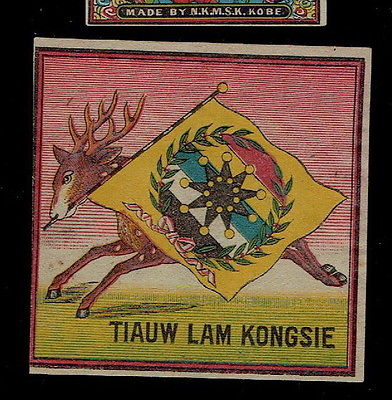 MADE BY N.K.M.S.K. KOBE
TIAUW LAM KONGSIE